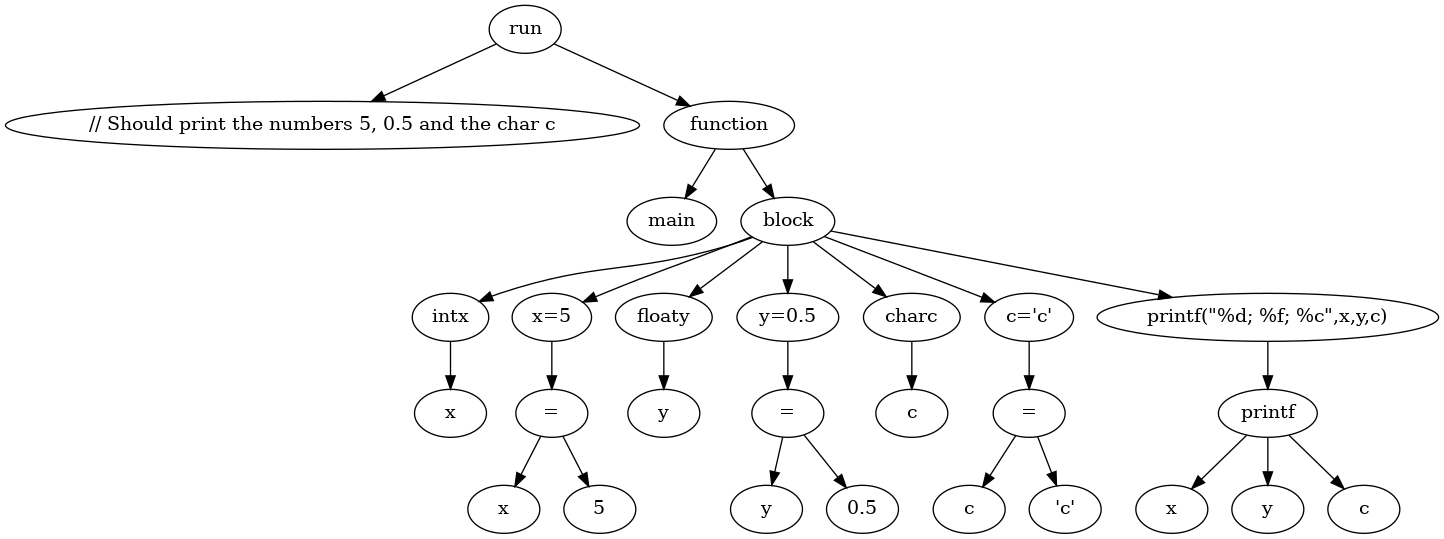 run
// Should print the numbers 5, 0.5 and the char c
function
main
block
intx
x=5
floaty
y=0.5
charc
c='c'
printf("%d; %f; %c",x,y,c)
x
=
y
=
c
=
printf
x
5
y
0.5
c
'c'
x
y
c